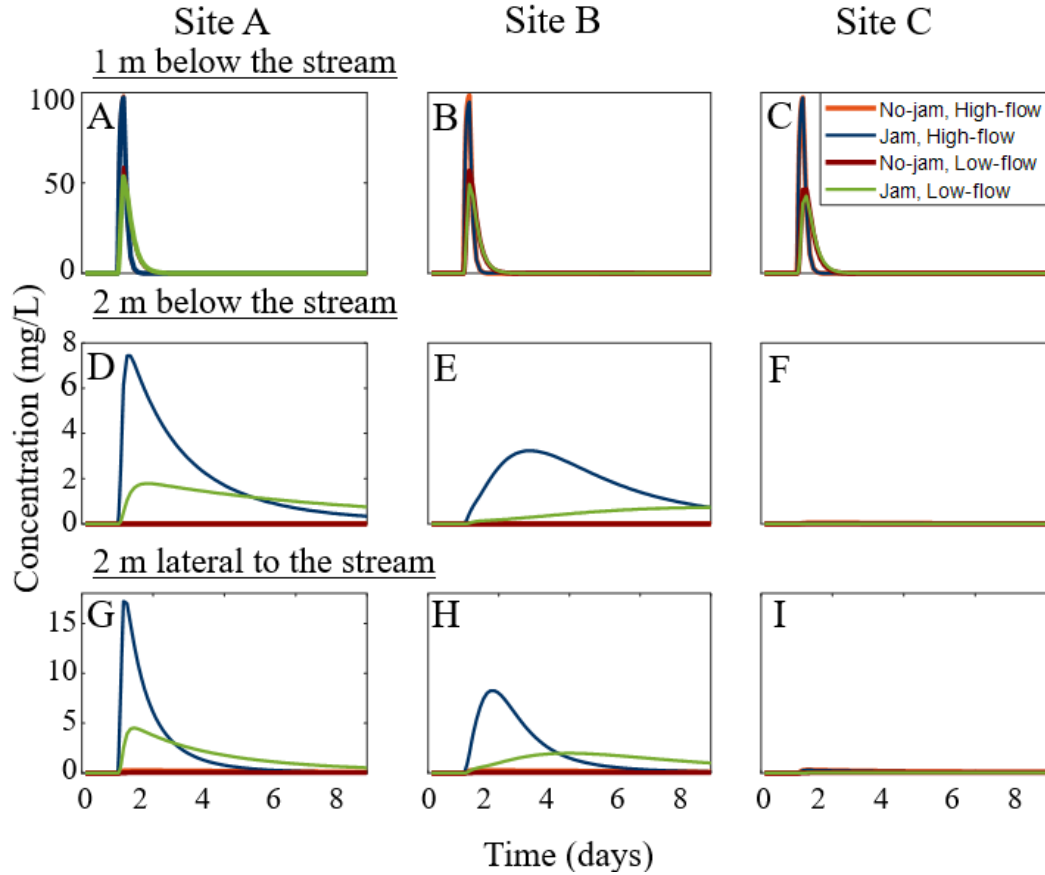 Site A Site B Site C
1 m below the stream
A B C
No-jam, High-flow
Jam, High-flow
No-jam, Low-flow
Jam, Low-flow
100
50
0
2 m below the stream
D E F
8
6
4
2
0
2 m lateral to the stream
G H I
15
10
5
0
0 2 4 6 8 0 2 4 6 8 0 2 4 6 8
Concentration (mg/L)
Time (days)